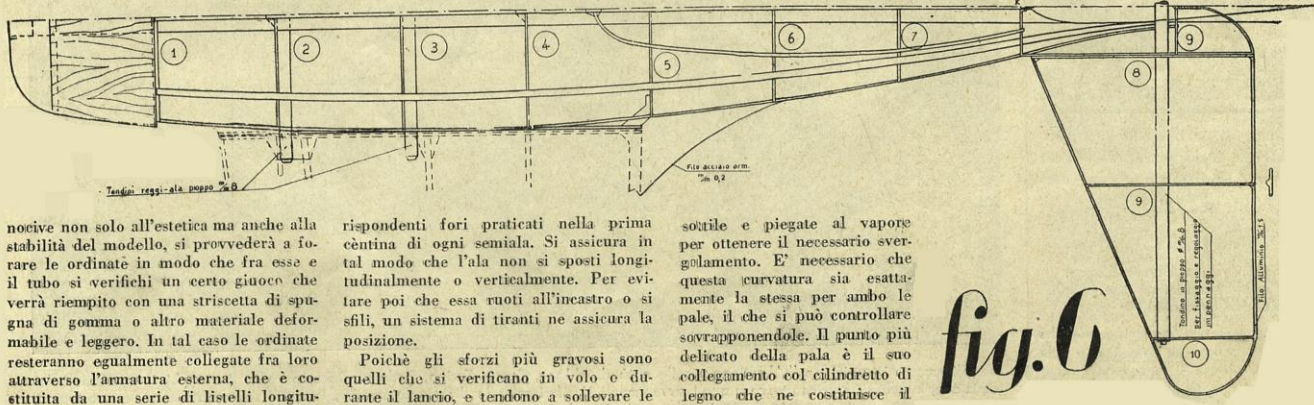 1
2
3
4
5
6
7
9
8
9
10
Tondini reggi-ala pioppo m/m 8
Filo acciaio arm.
m/m 0,2
Tondino in pioppo m/m 8
per fissaggio e regolazione
impennaggi
Filo Alluminio m/m 1,5
nocive non solo all'estetica ma anche alla
stabilità del modello, si provvederà a fo-
rare le ordinate in modo che fra esse e
il tubo si verifichi un certo giuoco che
verrà riempito con una striscetta di spu-
gna di gomma o altro materiale defor-
mabile e leggero. In tal caso le ordinate
resteranno egualmente collegate fra loro
attraverso l'armatura esterna, che è co-
stituita da una serie di listelli longitu-
rispondenti fori praticati nella prima
cèntina di ogni semiala. Si assicura in
tal modo che l'ala non si sposti longi-
tudinalmente o verticalmente. Per evi-
tare poi che essa ruoti all'incastro o si
sfili, un sistema di tiranti ne assicura la
posizione.
Poichè gli sforzi più gravosi sono
quelli che si verificano in volo e du-
rante il lancio, e tendono a sollevare le
sottile e piegate al vapore
per ottenere il necessario sver-
golamento. E' necessario che
questa curvatura sia esatta-
mente la stessa per ambo le
pale, il che si può controllare
sovrapponendole. Il punto più
delicato della pala è il suo
collegamento col cilindretto di
legno che ne costituisce il
fig.6